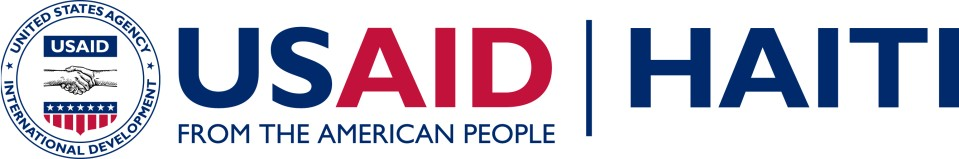 UNITED STATES AGENCY
USAID
INTERNATIONAL DEVELOPMENT
USAID
FROM THE AMERICAN PEOPLE
HAITI